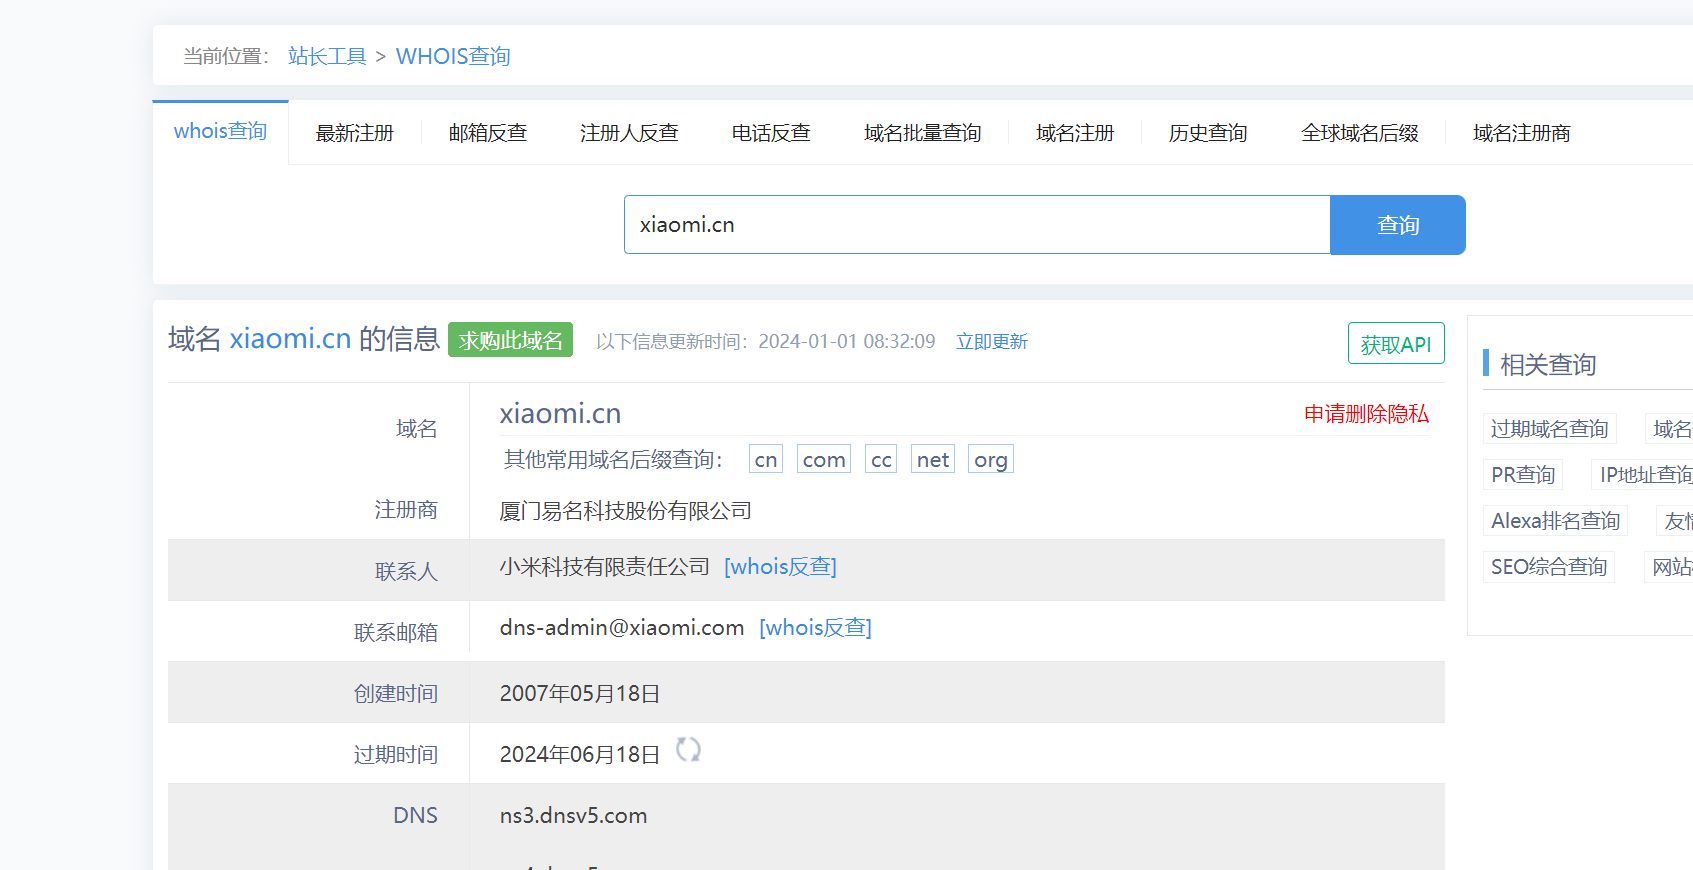 当前位置： 站长工具 > WHOIS查询
whois查询 最新注册 邮箱反查 注册人反查 电话反查 域名批量查询 域名注册 历史查询 全球域名后缀 域名注册商
xiaomi.cn 查询
域名 xiaomi.cn 的信息 求购此域名 以下信息更新时间：2024-01-01 08:32:09 立即更新 获取API
域名 xiaomi.cn 申请删除隐私
其他常用域名后缀查询： cn com cc net org
注册商 厦门易名科技股份有限公司
联系人 小米科技有限责任公司 [whois反查]
联系邮箱 dns-admin@xiaomi.com [whois反查]
创建时间 2007年05月18日
过期时间 2024年06月18日
DNS ns3.dnsv5.com
相关查询
过期域名查询 域名
PR查询 IP地址查询
Alexa排名查询 友情
SEO综合查询 网站